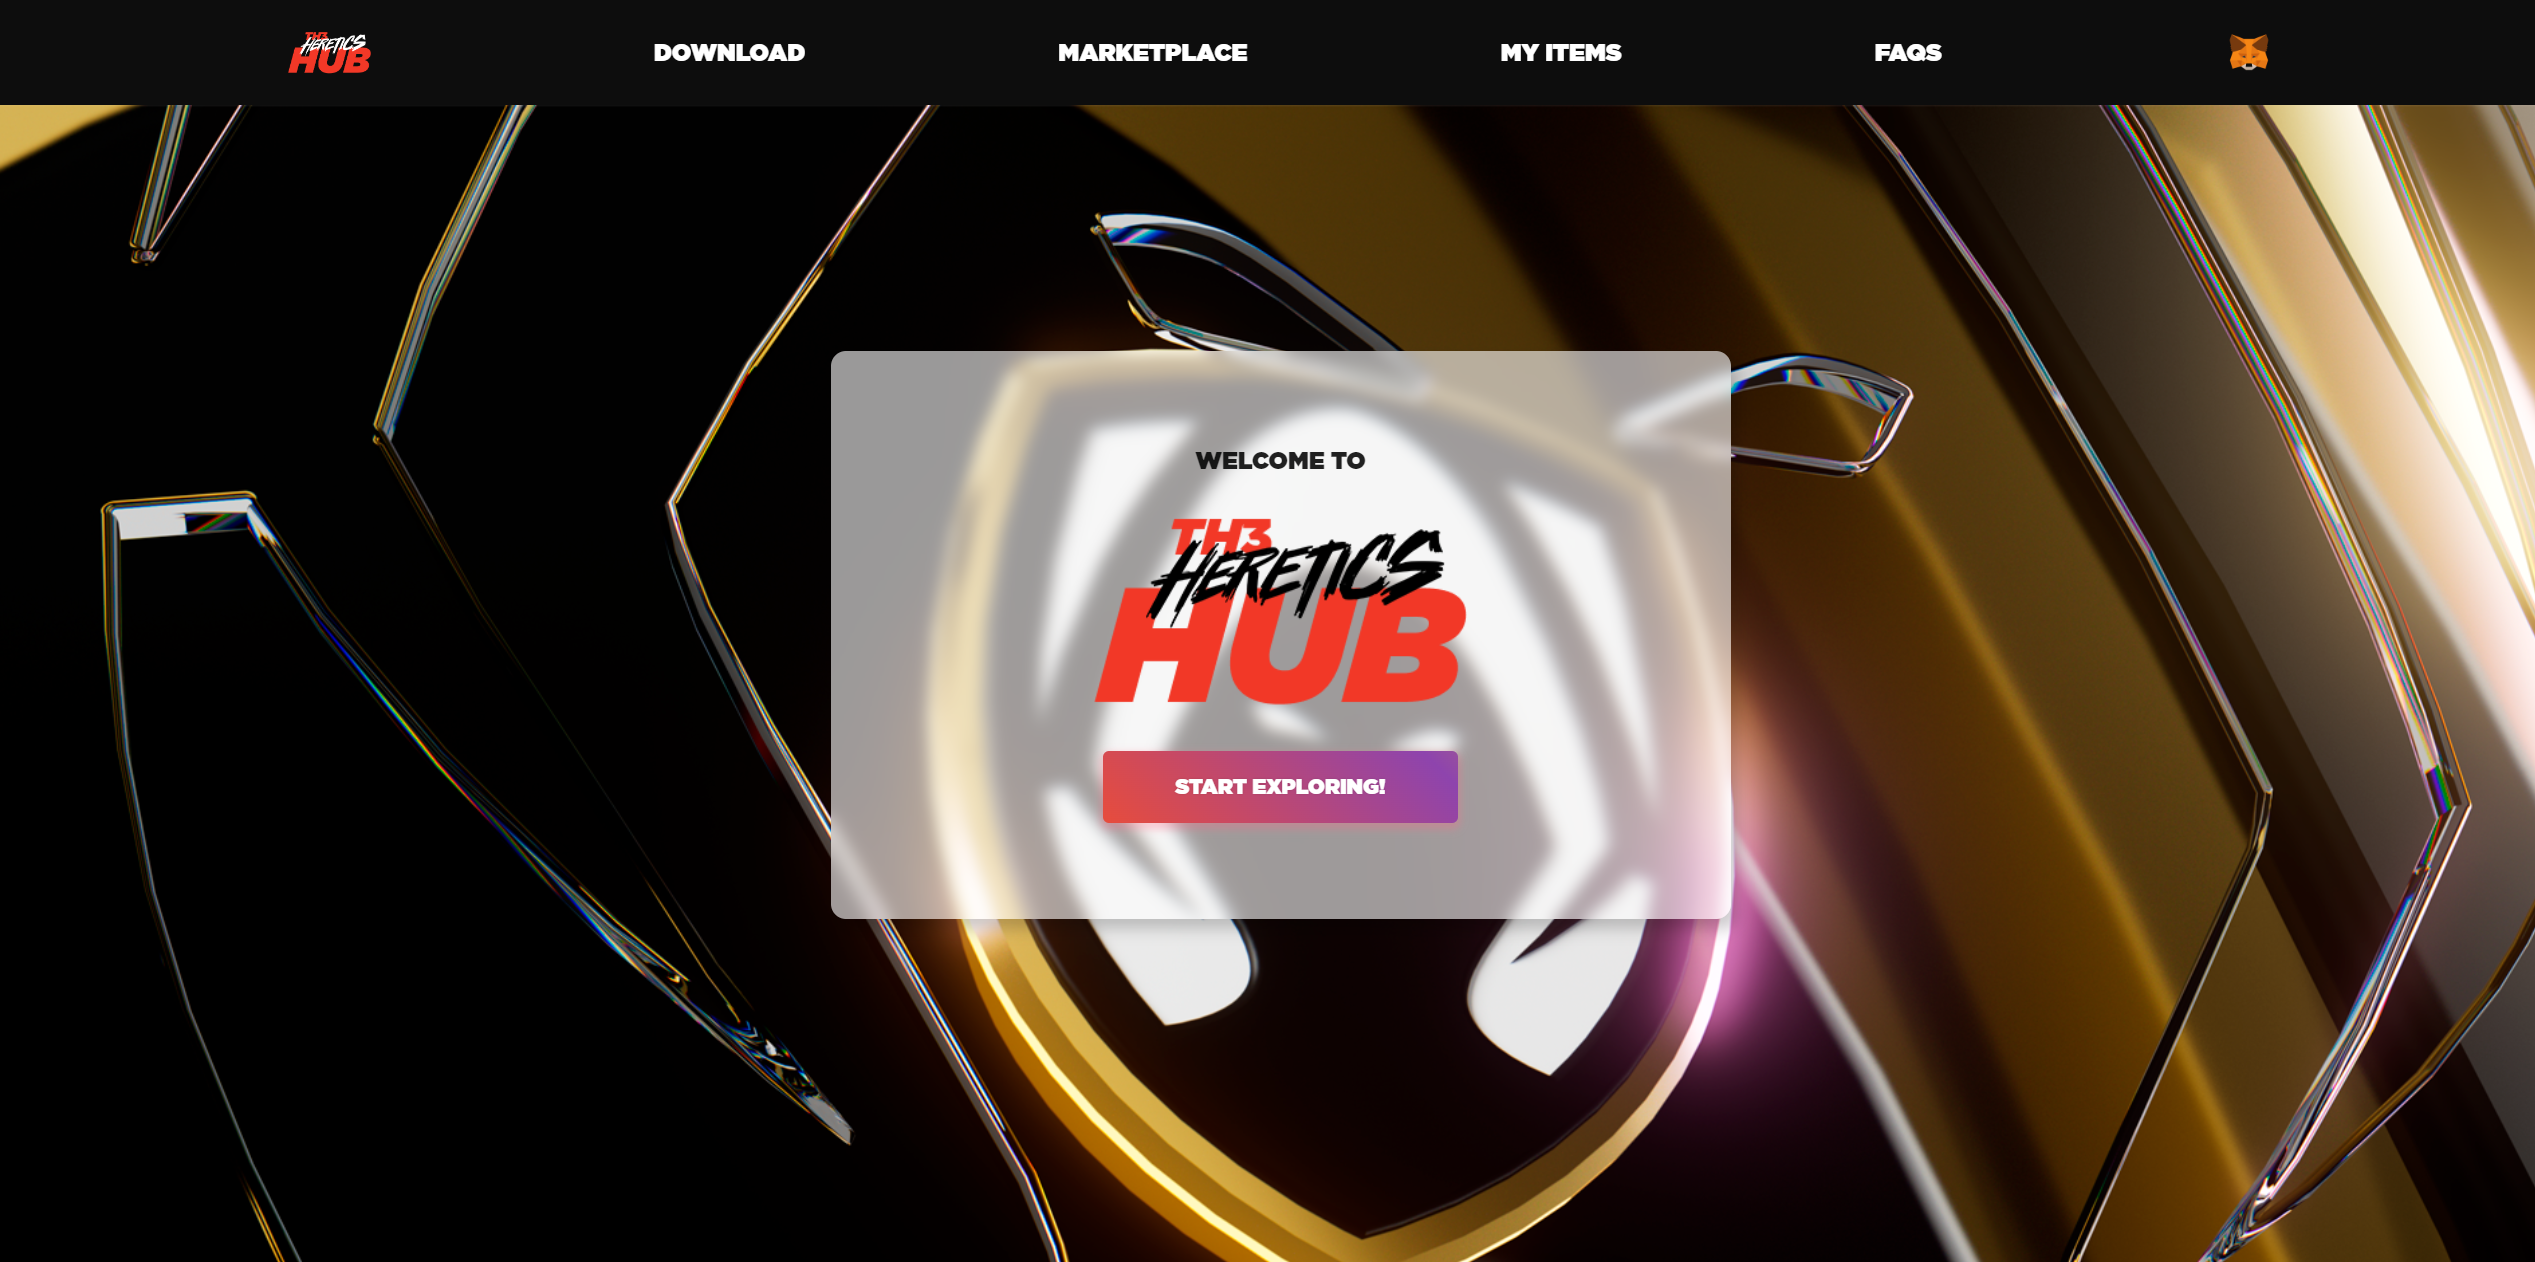 TH3
HERETICS
HUB
DOWNLOAD
MARKETPLACE
MY ITEMS
FAQS
WELCOME TO
TH3
HERETICS
HUB
START EXPLORING!